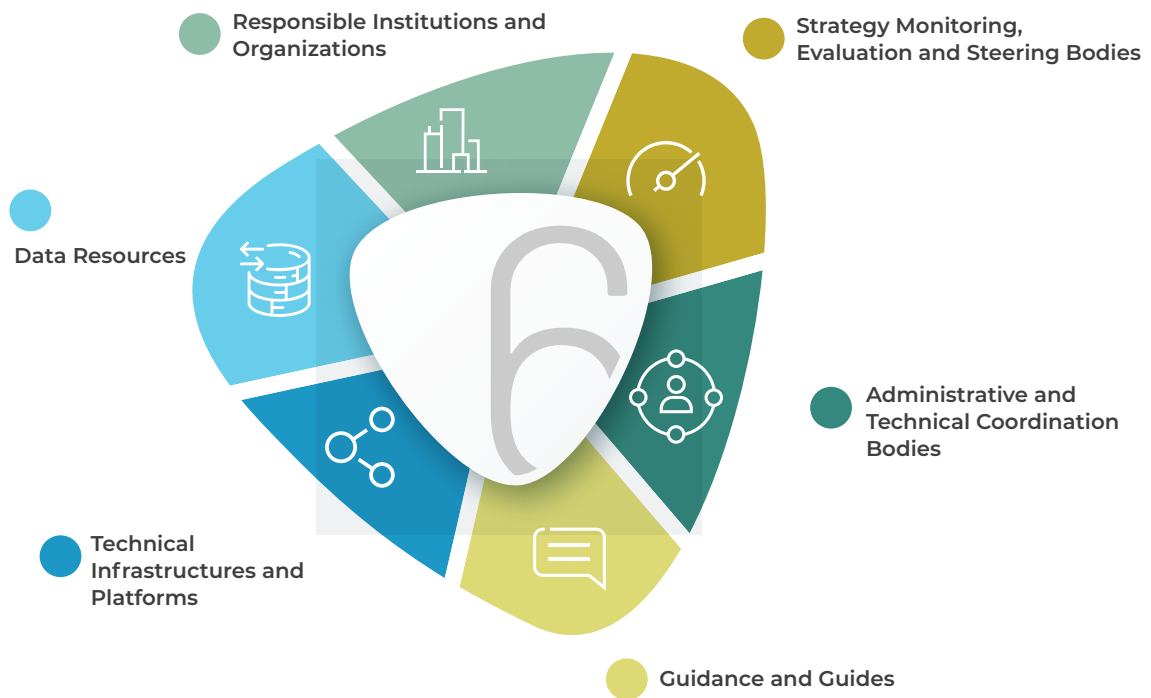 Responsible Institutions and
Organizations
Strategy Monitoring,
Evaluation and Steering Bodies
Data Resources
6
Administrative and
Technical Coordination
Bodies
Technical
Infrastructures and
Platforms
Guidance and Guides